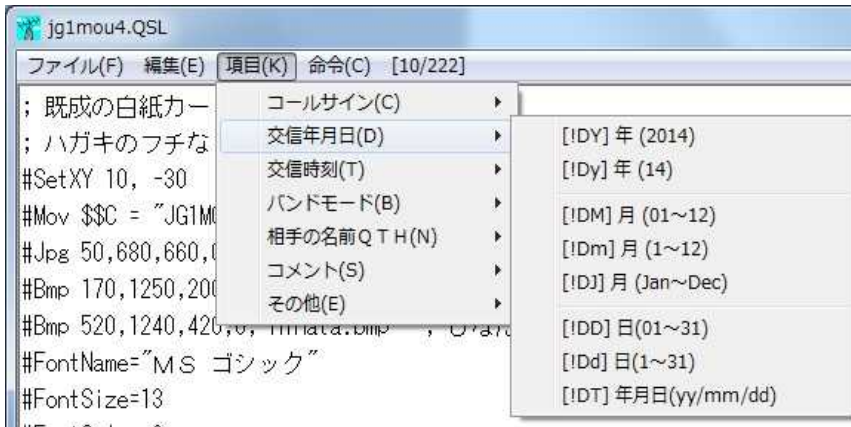 jg1mou4.QSL
ファイル(F) 編集(E) 項目(K) 命令(C) [10/222]
; 既成の白紙カー
; ハガキのフチな
#SetXY 10, -30
#Mov $$C = "JG1M
#Jpg 50,680,660,
#Bmp 170,1250,200
#Bmp 520,1240,420,0,
#FontName="ＭＳ ゴシック"
#FontSize=13
コールサイン(C)
交信年月日(D)
交信時刻(T)
バンドモード(B)
相手の名前ＱＴＨ(N)
コメント(S)
その他(E)
[!DY] 年 (2014)
[!Dy] 年 (14)
[!DM] 月 (01～12)
[!Dm] 月 (1～12)
[!DJ] 月 (Jan～Dec)
[!DD] 日(01～31)
[!Dd] 日(1～31)
[!DT] 年月日(yy/mm/dd)